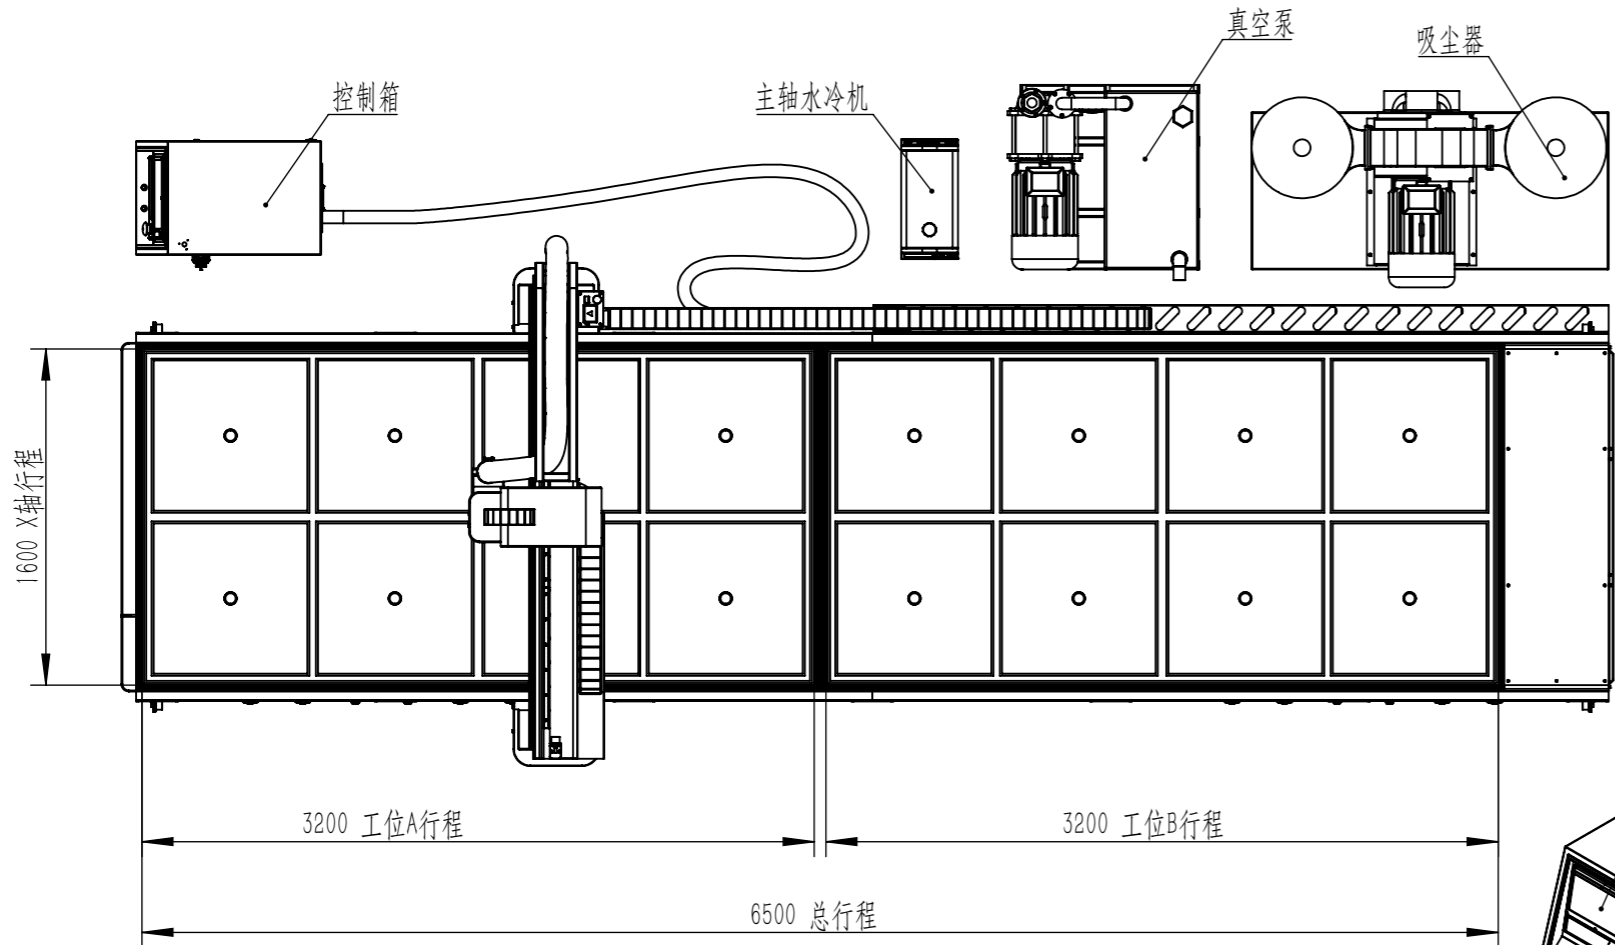 真空泵
吸尘器
控制箱
主轴水冷机
1600 X轴行程
3200 工位A行程
3200 工位B行程
6500 总行程